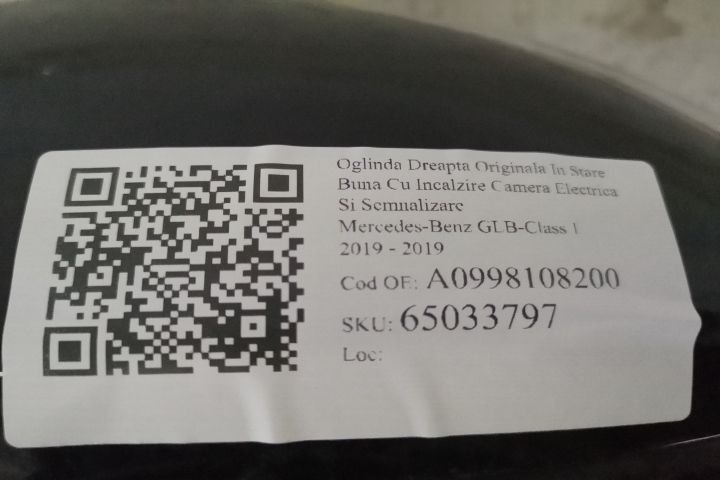 Oglinda Dreapta Originala In Stare
Buna Cu Incalzire Camera Electrica
Si Semnalizare
Mercedes-Benz GLB-Class 1
2019 - 2019
Cod OE: A0998108200
SKU: 65033797
Loc: